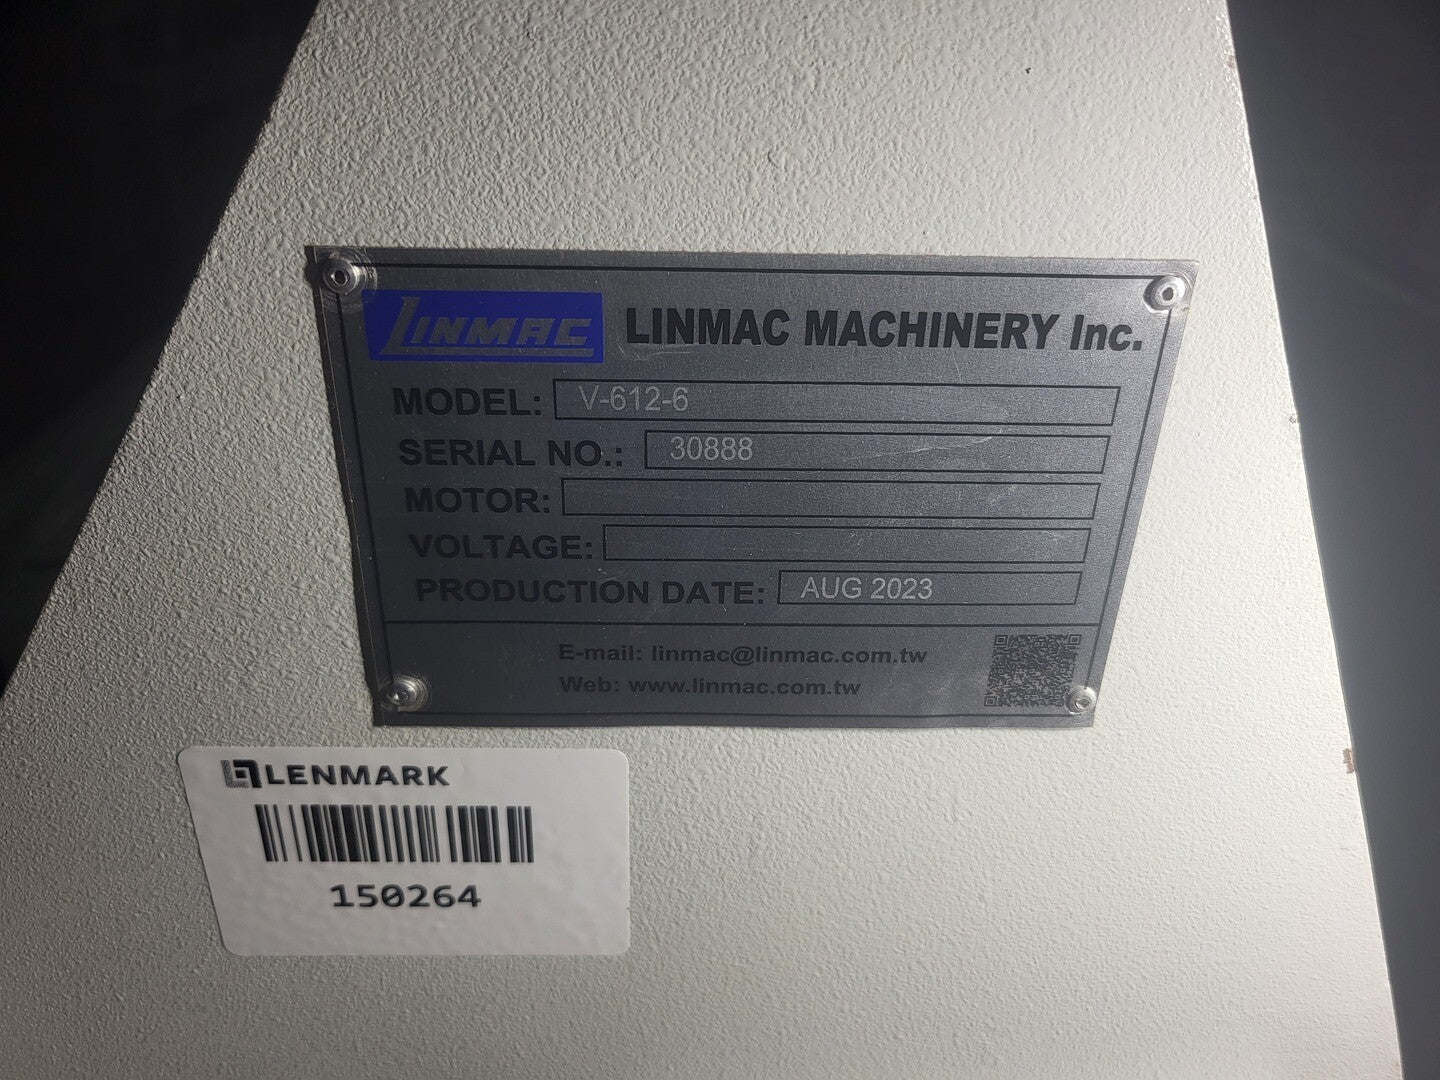 LINMAC LINMAC MACHINERY Inc.
MODEL: V-612-6
SERIAL NO.: 30888
MOTOR:
VOLTAGE:
PRODUCTION DATE: AUG 2023
E-mail: linmac@linmac.com.tw
Web: www.linmac.com.tw
LENMARK
150264